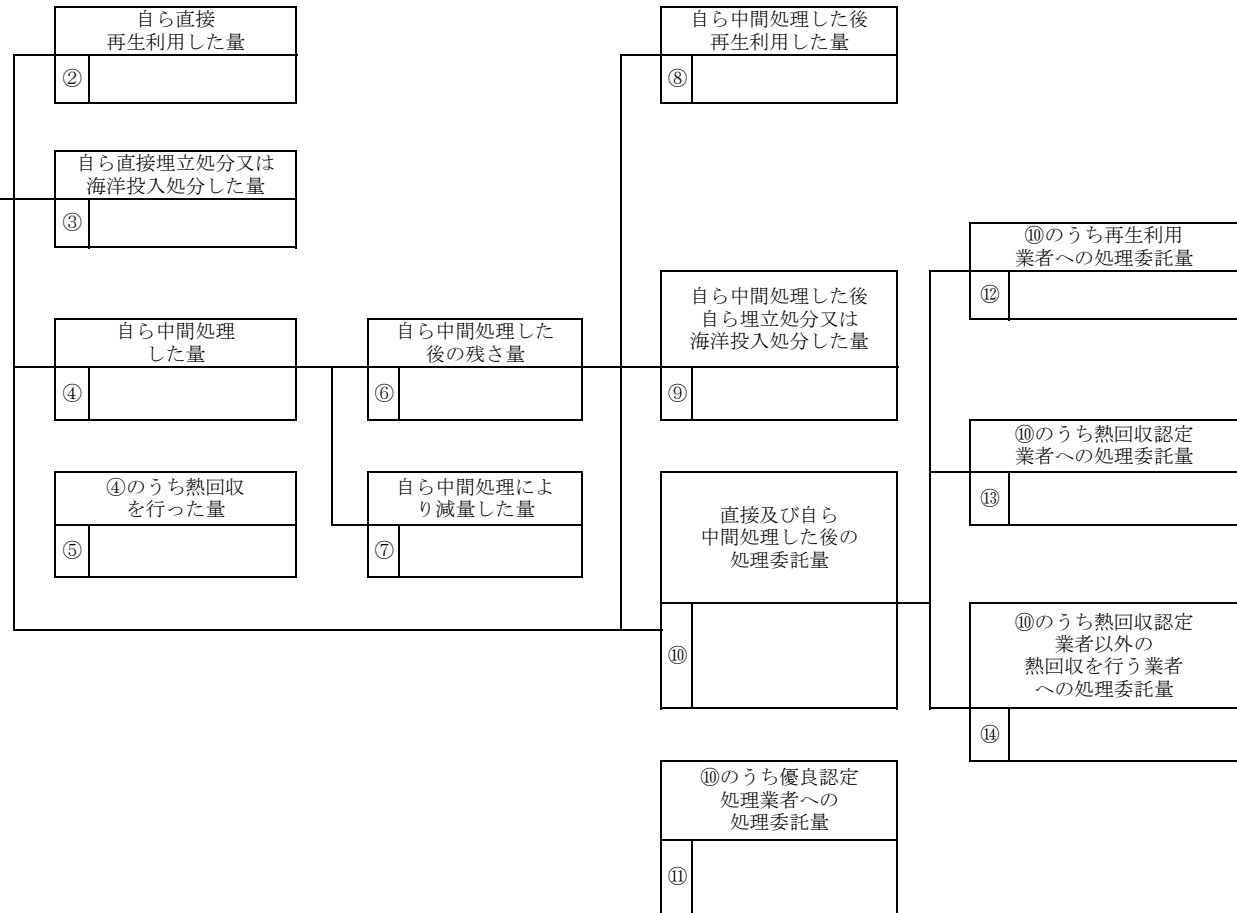 自ら直接
再生利用した量
②
自ら中間処理した後
再生利用した量
⑧
自ら直接埋立処分又は
海洋投入処分した量
③
⑩のうち再生利用
業者への処理委託量
⑫
自ら中間処理
した量
④
自ら中間処理した
後の残さ量
⑥
自ら中間処理した後
自ら埋立処分又は
海洋投入処分した量
⑨
⑩のうち熱回収認定
業者への処理委託量
⑬
④のうち熱回収
を行った量
⑤
自ら中間処理によ
り減量した量
⑦
直接及び自ら
中間処理した後の
処理委託量
⑩
⑩のうち熱回収認定
業者以外の
熱回収を行う業者
への処理委託量
⑭
⑩のうち優良認定
処理業者への
処理委託量
⑪